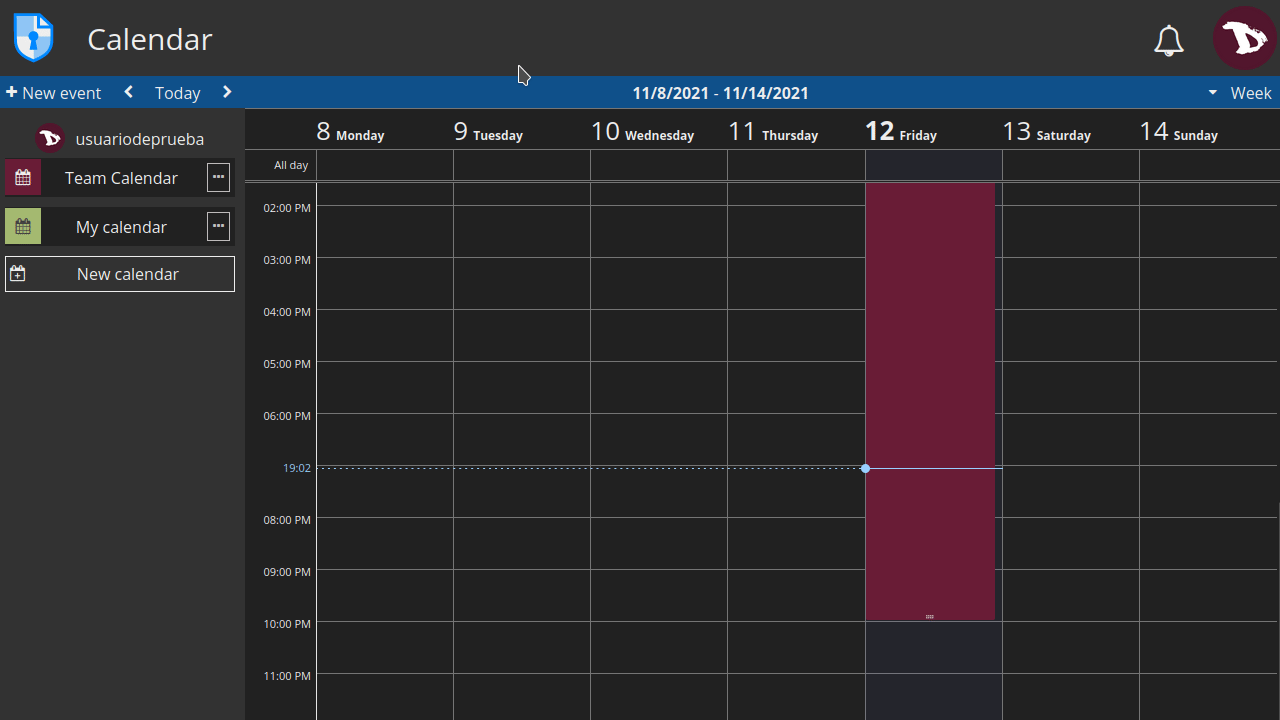 Calendar
New event
Today
11/8/2021 - 11/14/2021
Week
usuariodeprueba
Team Calendar
My calendar
New calendar
8 Monday
9 Tuesday
10 Wednesday
11 Thursday
12 Friday
13 Saturday
14 Sunday
All day
02:00 PM
03:00 PM
04:00 PM
05:00 PM
06:00 PM
19:02
08:00 PM
09:00 PM
10:00 PM
11:00 PM